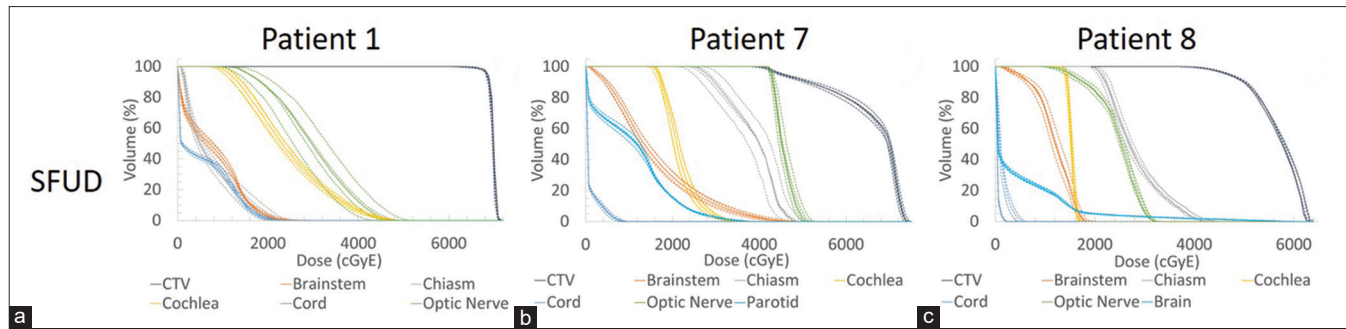 Patient 1
Patient 7
Patient 8
SFUD
Volume (%)
100
80
60
40
20
0
0
2000
4000
6000
Dose (cGyE)
CTV
Brainstem
Chiasm
Cochlea
Cord
Optic Nerve
a
Volume (%)
100
80
60
40
20
0
0
2000
4000
6000
Dose (cGyE)
CTV
Brainstem
Chiasm
Cochlea
Cord
Optic Nerve
Parotid
b
Volume (%)
100
80
60
40
20
0
0
2000
4000
6000
Dose (cGyE)
CTV
Brainstem
Chiasm
Cochlea
Cord
Optic Nerve
Brain
c